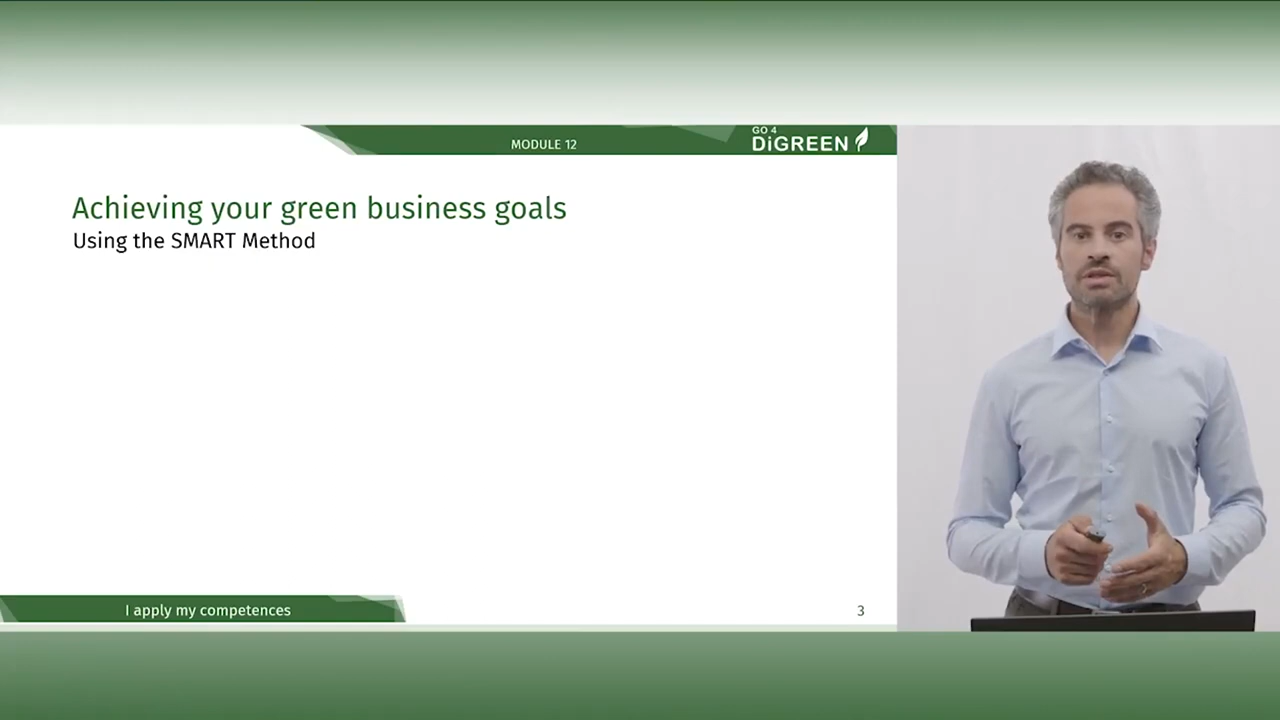 MODULE 12
GO 4
DiGREEN
Achieving your green business goals
Using the SMART Method
I apply my competences
3